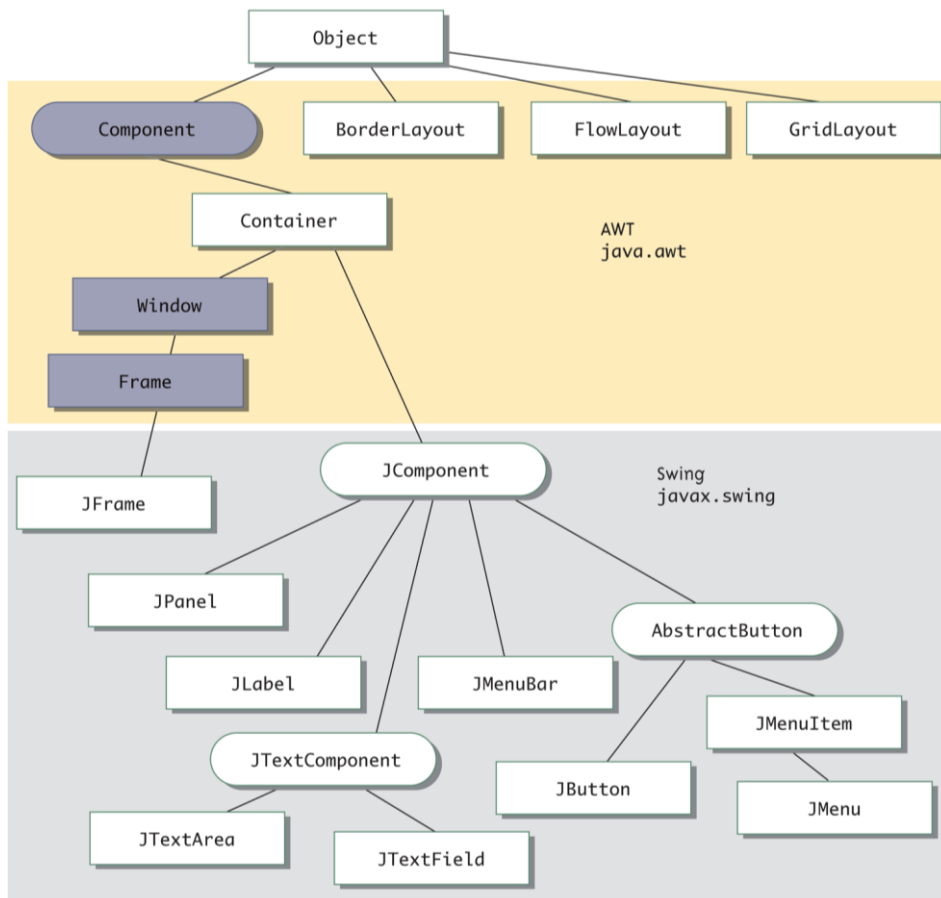 Object
Component
BorderLayout
FlowLayout
GridLayout
Container
AWT
java.awt
Window
Frame
JComponent
Swing
javax.swing
JFrame
JPanel
AbstractButton
JLabel
JMenuBar
JMenuItem
JTextComponent
JButton
JMenu
JTextArea
JTextField